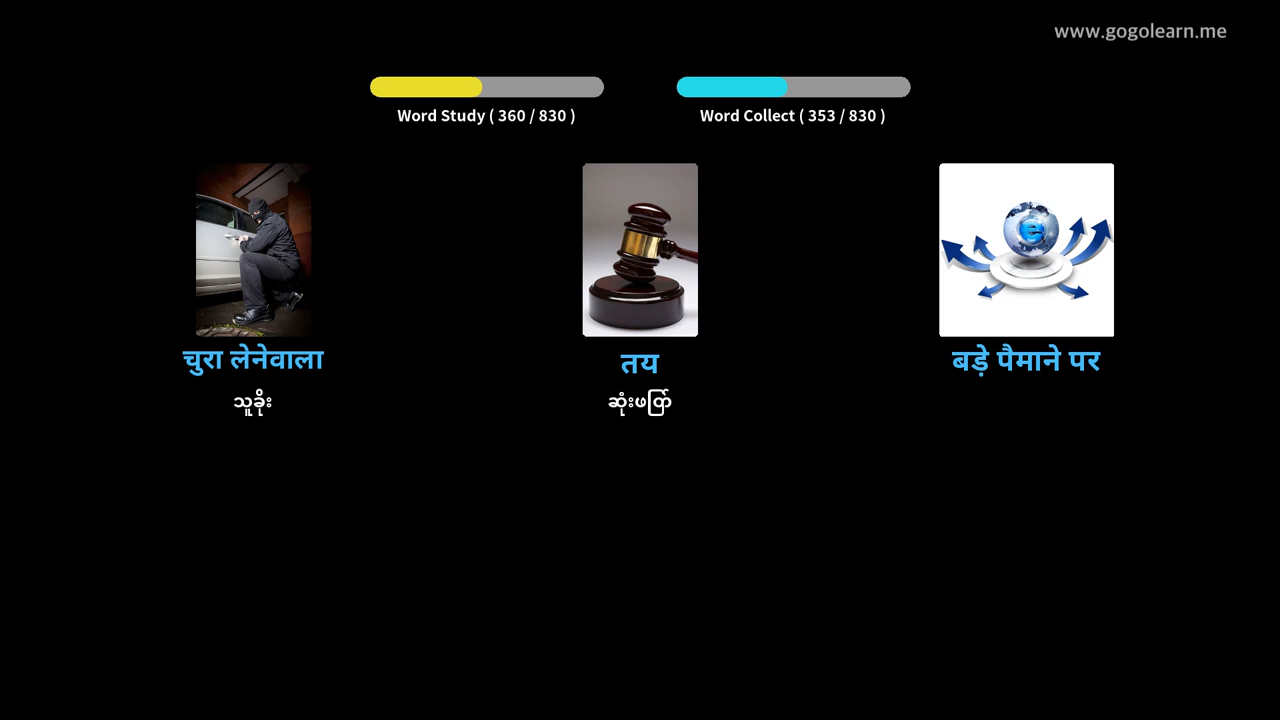 www.gogolearn.me
Word Study ( 360 / 830 )
Word Collect ( 353 / 830 )
चुरा लेनेवाला
तय
बड़े पैमाने पर
သူခိုး
ဆုံးဖတ်ြာ